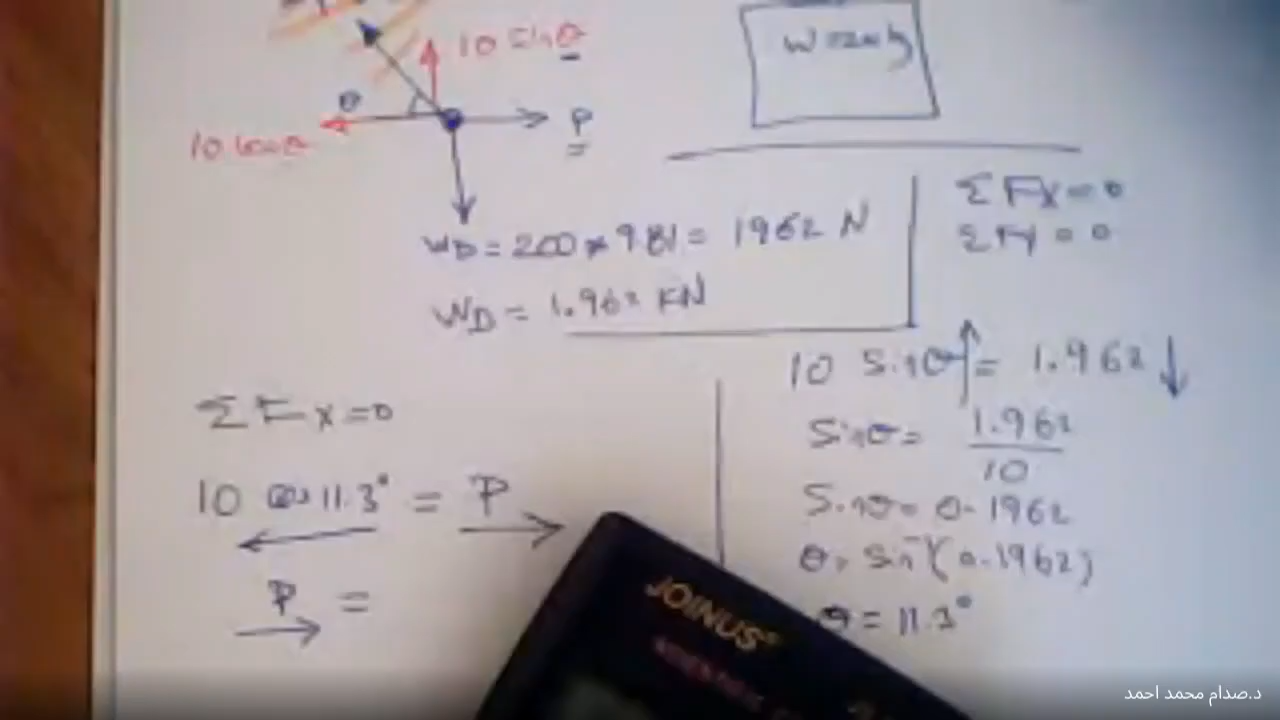 10 Sinθ
W=200kg
θ
P
10 cosθ
ΣFx=0
ΣFy=0
WD = 200 * 9.81 = 1962 N
WD = 1.962 KN
10 Sinθ = 1.962
ΣFx=0
Sinθ = 1.962
10
10 cos 11.3° = P
Sinθ = 0.1962
θ = Sin⁻¹(0.1962)
P =
θ = 11.3°
JOINUS
د.صدام محمد احمد